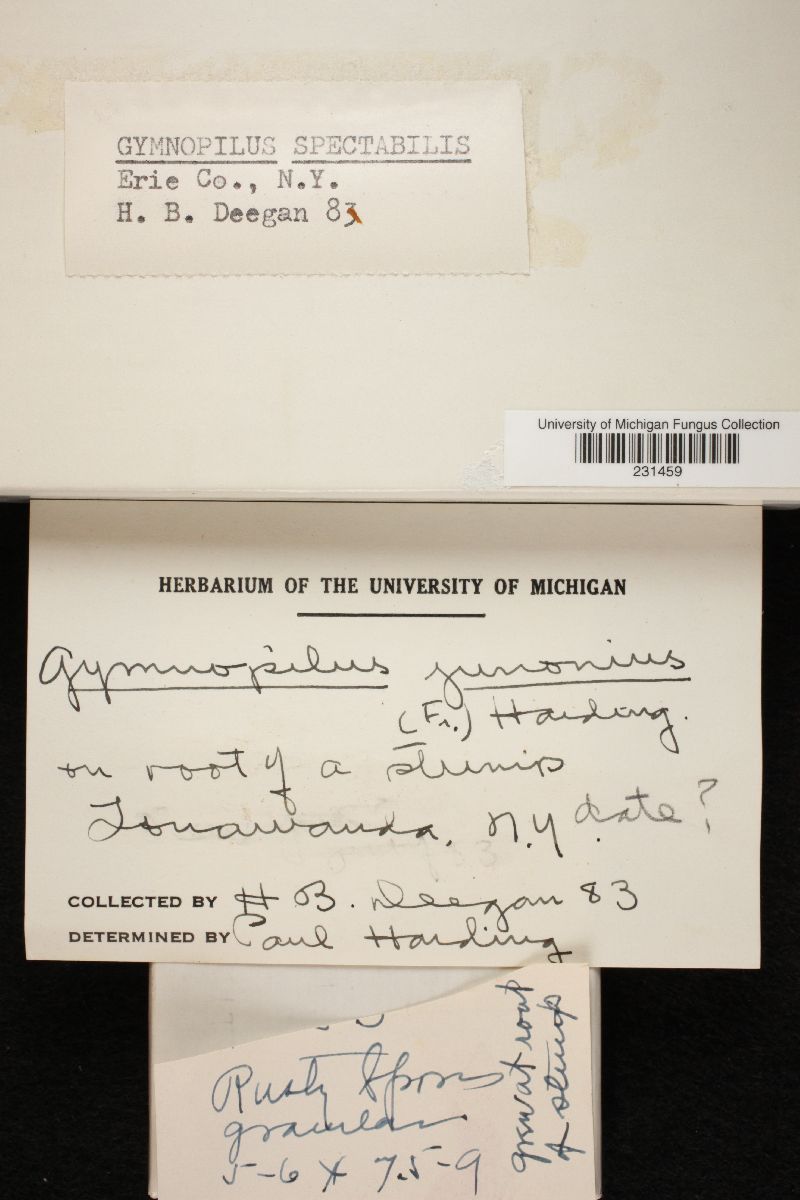 GYMNOPILUS SPECTABILIS
Erie Co., N.Y.
H. B. Deegan 83
University of Michigan Fungus Collection
231459
HERBARIUM OF THE UNIVERSITY OF MICHIGAN
Gymnopilus junonius
(Fr.) Harding.
on root of a stump
Tonawanda, N.Y. date?
COLLECTED BY H B. Deegan 83
DETERMINED BY Paul Harding
Rusty Spores
granular
5-6 X 7.5-9
grew at root
of stump